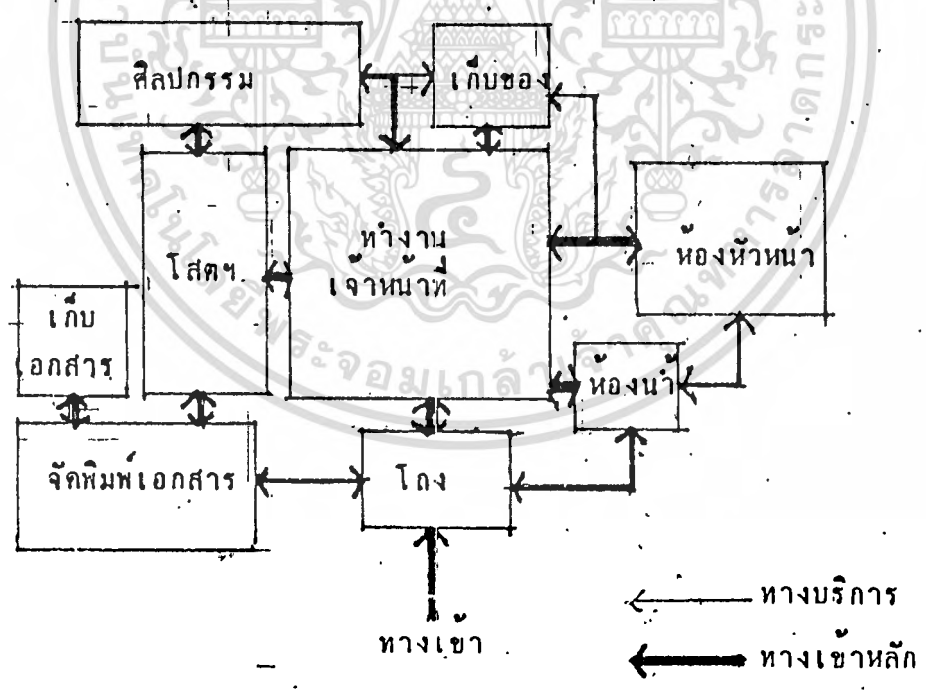 ศิลปกรรม
เก็บของ
ทำงาน
เจ้าหน้าที่
ห้องหัวหน้า
โสตฯ
เก็บ
เอกสาร
ห้องน้ำ
จัดพิมพ์เอกสาร
โถง
ทางเข้า
ทางบริการ
ทางเข้าหลัก